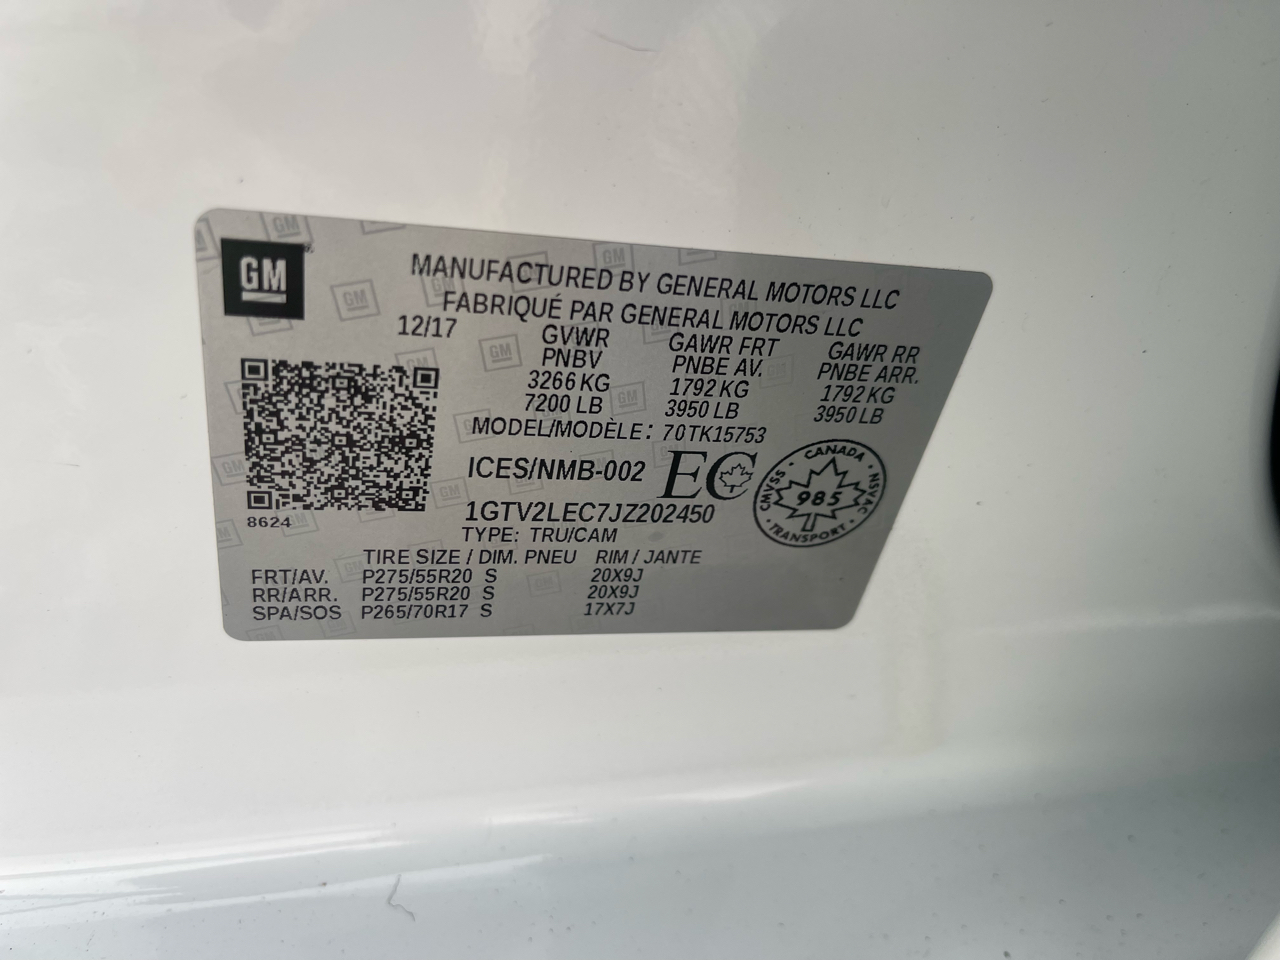 GM
MANUFACTURED BY GENERAL MOTORS LLC
FABRIQUÉ PAR GENERAL MOTORS LLC
12/17 GVWR GAWR FRT GAWR RR
PNBV PNBE AV. PNBE ARR.
3266 KG 1792 KG 1792 KG
7200 LB 3950 LB 3950 LB
MODEL/MODÈLE: 70TK15753
ICES/NMB-002 EC
CANADA
CMVSS 985 NSVAC
TRANSPORT
8624
1GTV2LEC7JZ202450
TYPE: TRU/CAM
TIRE SIZE / DIM. PNEU RIM / JANTE
FRT/AV. P275/55R20 S 20X9J
RR/ARR. P275/55R20 S 20X9J
SPA/SOS P265/70R17 S 17X7J